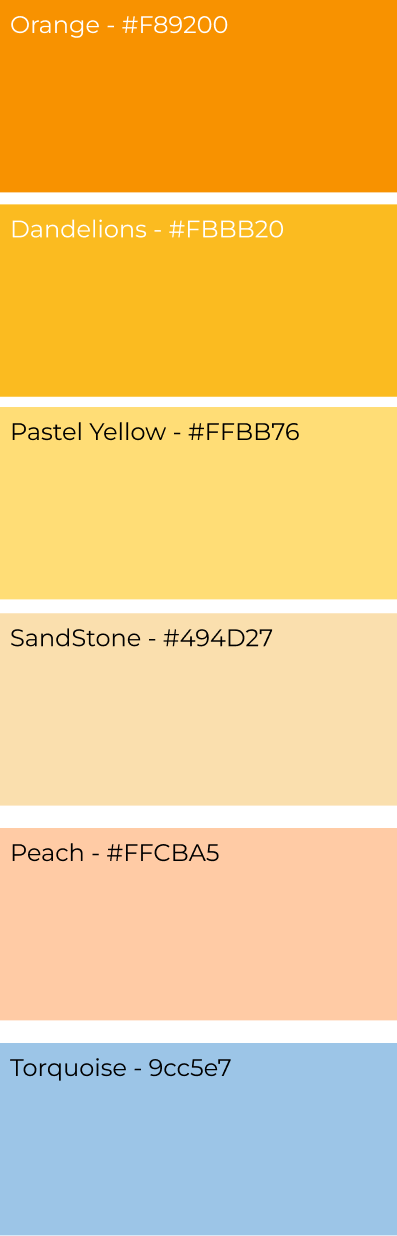 Orange - #F89200
Dandelions - #FBBB20
Pastel Yellow - #FFBB76
SandStone - #494D27
Peach - #FFCBA5
Torquoise - 9cc5e7